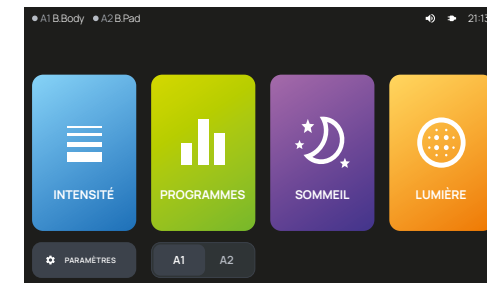 A1 B.Body A2 B.Pad 21:13
INTENSITÉ PROGRAMMES SOMMEIL LUMIÈRE
PARAMÈTRES A1 A2